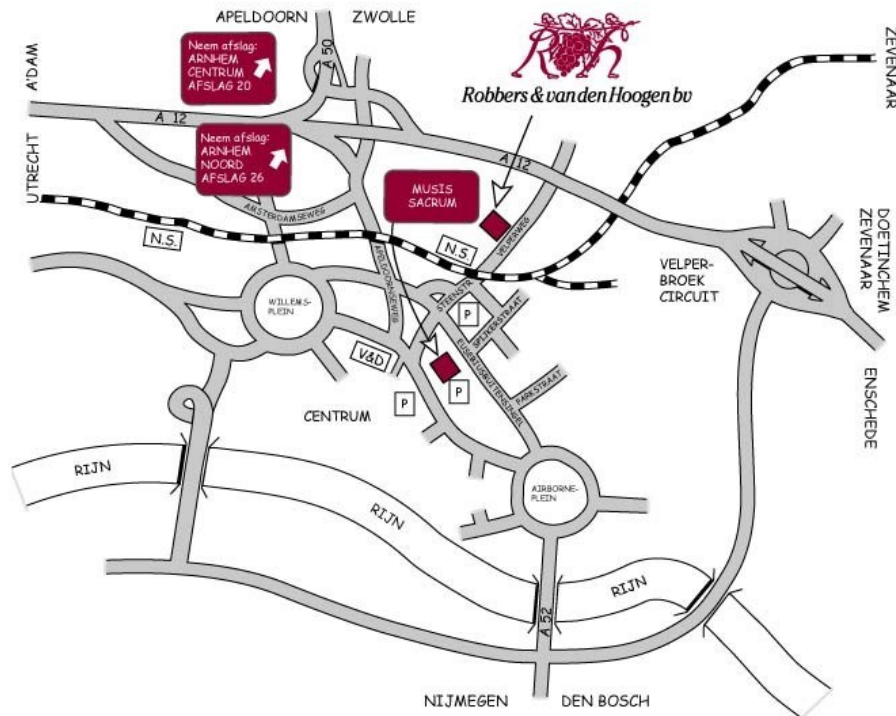 APELDOORN
ZWOLLE
Neem afslag:
ARNHEM
CENTRUM
AFSLAG 20
A 50
R H
Robbers & van den Hoogen bv
ZEVENAAR
A'DAM
A 12
Neem afslag:
ARNHEM
NOORD
AFSLAG 26
A 12
UTRECHT
MUSIS
SACRUM
AMSTERDAMSEWEG
N.S.
N.S.
VELPERWEG
APELDOORNSEWEG
VELPER-
BROEK
CIRCUIT
DOETINCHEM
ZEVENAAR
STEENSTR.
WILLEMS-
PLEIN
P
SPIJKERSTRAAT
V&D
EUSEBIUSBUITENSINGEL
P
P
PARKSTRAAT
CENTRUM
ENSCHEDE
RIJN
AIRBORNE-
PLEIN
RIJN
RIJN
A 52
NIJMEGEN
DEN BOSCH